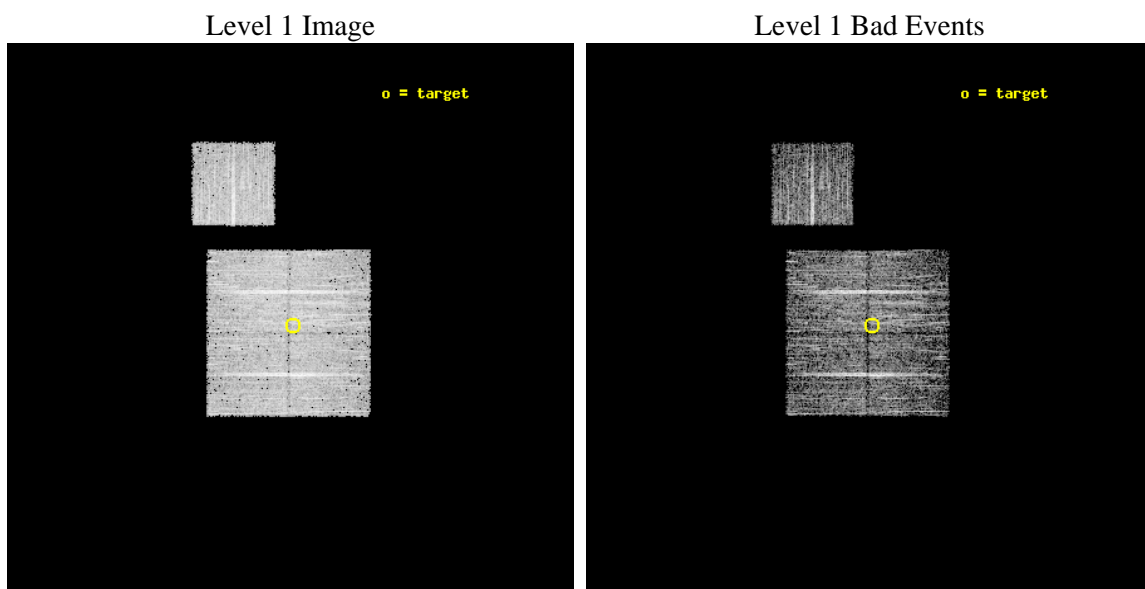 Level 1 Image
Level 1 Bad Events
o = target
o = target